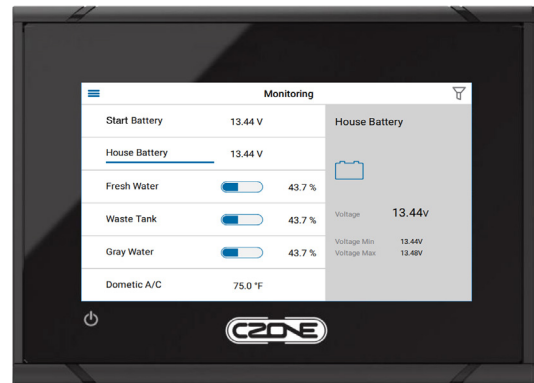 Monitoring
Start Battery 13.44 V
House Battery 13.44 V
Fresh Water 43.7 %
Waste Tank 43.7 %
Gray Water 43.7 %
Dometic A/C 75.0 °F
House Battery
Voltage 13.44V
Voltage Min 13.44V
Voltage Max 13.48V
CZONE